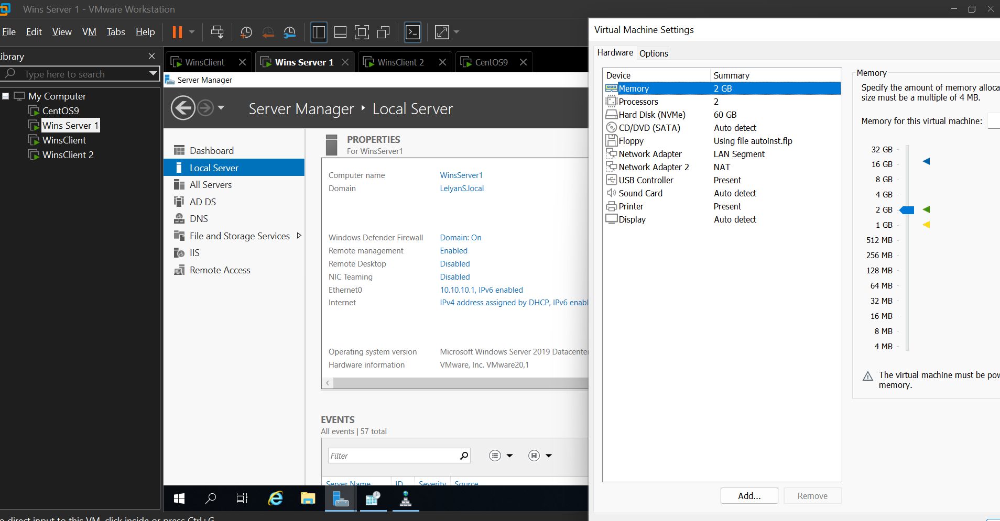 Wins Server 1 - VMware Workstation
File Edit View VM Tabs Help
ibrary
Type here to search
My Computer
CentOS9
Wins Server 1
WinsClient
WinsClient 2
WinsClient
Wins Server 1
WinsClient 2
CentOS9
Server Manager
Server Manager ‣ Local Server
Dashboard
Local Server
All Servers
AD DS
DNS
File and Storage Services
IIS
Remote Access
PROPERTIES
For WinsServer1
Computer name WinsServer1
Domain LelyanS.local
Windows Defender Firewall Domain: On
Remote management Enabled
Remote Desktop Disabled
NIC Teaming Disabled
Ethernet0 10.10.10.1, IPv6 enabled
Internet IPv4 address assigned by DHCP, IPv6 enabl
Operating system version Microsoft Windows Server 2019 Datacenter
Hardware information VMware, Inc. VMware20,1
EVENTS
All events | 57 total
Filter
Server Name ID Severity Source
o direct input to this VM, click inside or press Ctrl+G
Virtual Machine Settings
Hardware Options
Device Summary
Memory 2 GB
Processors 2
Hard Disk (NVMe) 60 GB
CD/DVD (SATA) Auto detect
Floppy Using file autoinst.flp
Network Adapter LAN Segment
Network Adapter 2 NAT
USB Controller Present
Sound Card Auto detect
Printer Present
Display Auto detect
Add... Remove
Memory
Specify the amount of memory alloca
size must be a multiple of 4 MB.
Memory for this virtual machine:
32 GB
16 GB
8 GB
4 GB
2 GB
1 GB
512 MB
256 MB
128 MB
64 MB
32 MB
16 MB
8 MB
4 MB
The virtual machine must be pow
memory.